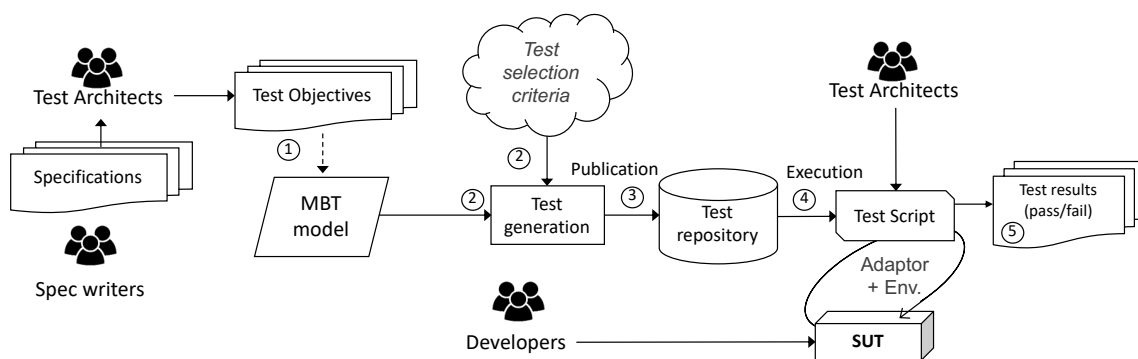 Test Architects
Test Objectives
Specifications
Spec writers
1
MBT
model
Test
selection
criteria
2
2
Test
generation
Publication
3
Test
repository
Execution
4
Test Architects
Test Script
Test results
(pass/fail)
5
Adaptor
+ Env.
Developers
SUT